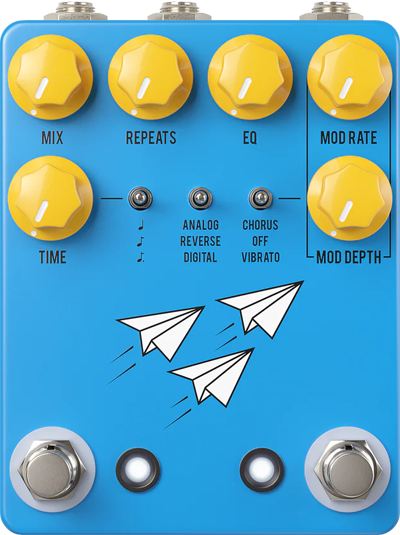 MIX REPEATS EQ MOD RATE
TIME
♩
♪
♪.
ANALOG
REVERSE
DIGITAL
CHORUS
OFF
VIBRATO
MOD DEPTH